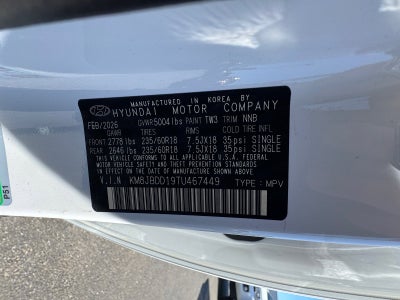 MANUFACTURED IN KOREA BY
HYUNDAI MOTOR COMPANY
FEB/2026 GVWR5004lbs PAINT TW3 TRIM NNB
GAWR TIRES RIMS COLD TIRE INFL
FRONT 2778 lbs 235/60R18 7.5JX18 35psi SINGLE
REAR 2646 lbs 235/60R18 7.5JX18 35psi SINGLE
THIS VEHICLE CONFORMS TO ALL APPLICABLE U.S.A FEDERAL
MOTOR VEHICLE SAFETY AND THEFT PREVENTION
STANDARDS IN EFFECT ON THE DATE OF
MANUFACTURE SHOWN ABOVE
V.I.N KM8JBDD19TU467449 TYPE: MPV
P51